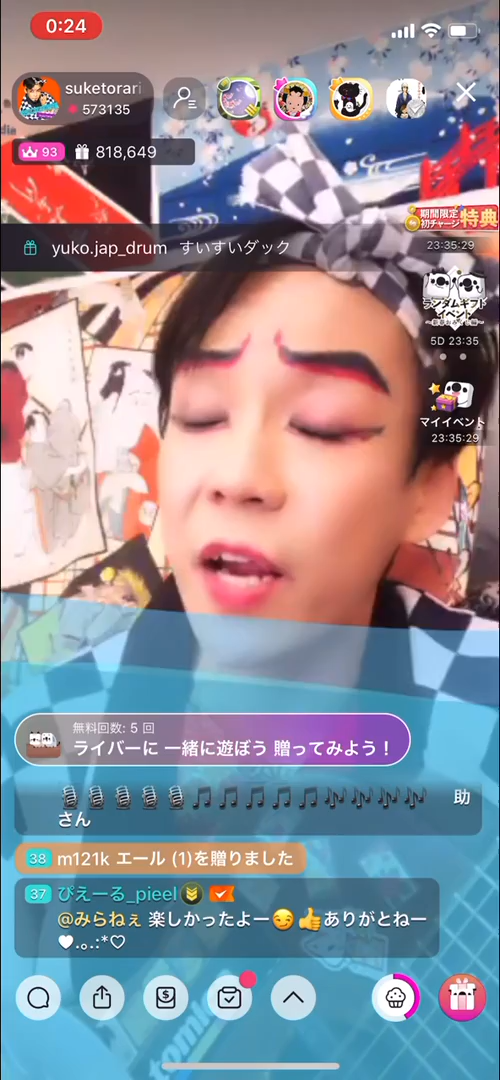 0:24
suketorari
573135
93
818,649
期間限定
初チャージ 特典
23:35:29
yuko.jap_drum すいすいダック
ランダムギフト
イベント
5D 23:35
マイイベント
23:35:29
無料回数: 5 回
ライバーに 一緒に遊ぼう 贈ってみよう！
🎙🎙🎙🎙🎙🎵🎵🎵🎵🎵🎶🎶🎶🎶 助
さん
38 m121k エール (1)を贈りました
37 ぴえーる_pieel
@みらねぇ 楽しかったよー😏👍ありがとねー
♥.｡.:*♡